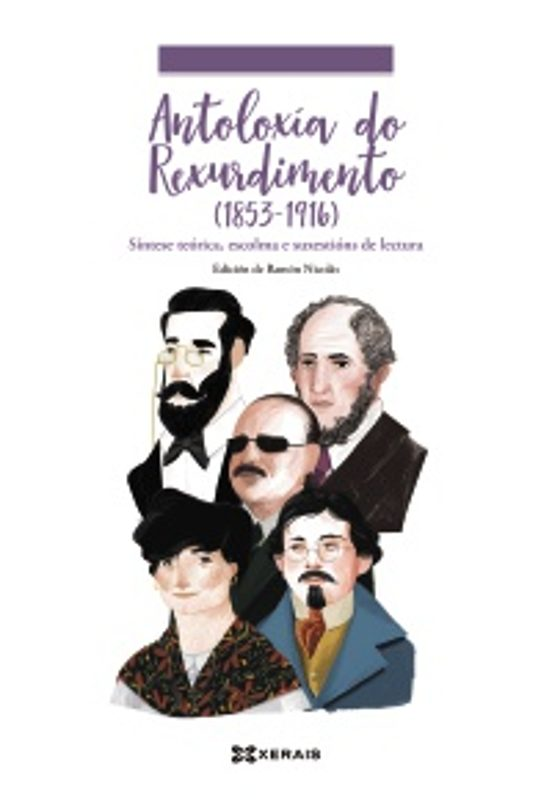 Antoloxía do
Rexurdimento
(1853-1916)
Síntese teórica, escolma e suxestións de lectura
Edición de Ramón Nicolás
XERAIS